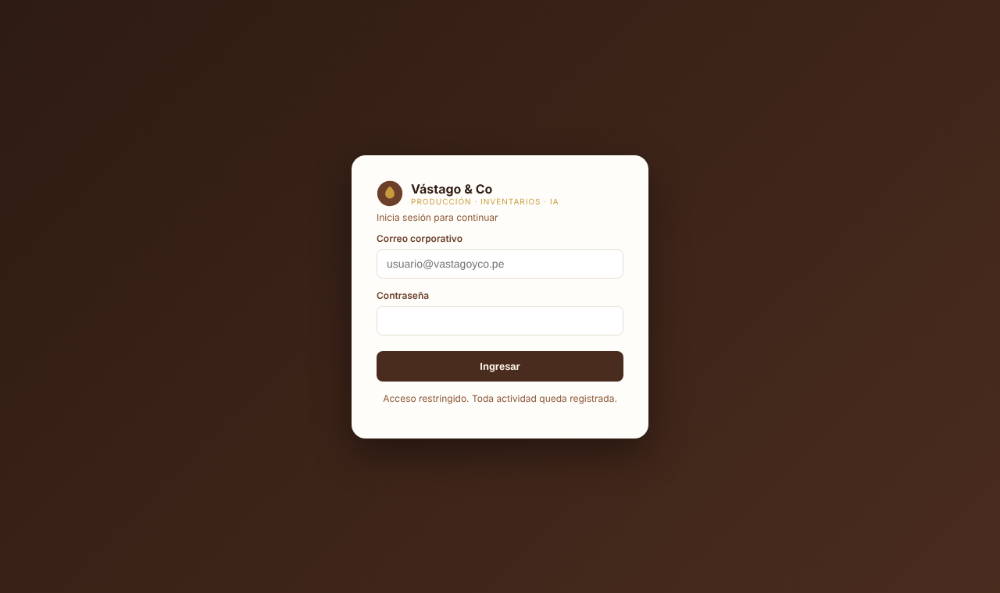 Vástago & Co
PRODUCCIÓN · INVENTARIOS · IA
Inicia sesión para continuar
Correo corporativo
usuario@vastagoyco.pe
Contraseña
Ingresar
Acceso restringido. Toda actividad queda registrada.